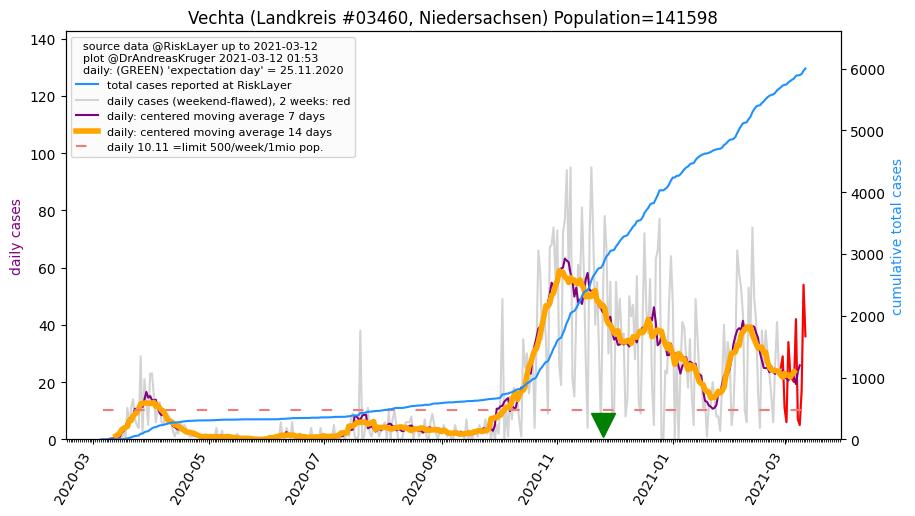 Vechta (Landkreis #03460, Niedersachsen) Population=141598
source data @RiskLayer up to 2021-03-12
plot @DrAndreasKruger 2021-03-12 01:53
daily: (GREEN) 'expectation day' = 25.11.2020
total cases reported at RiskLayer
daily cases (weekend-flawed), 2 weeks: red
daily: centered moving average 7 days
daily: centered moving average 14 days
daily 10.11 =limit 500/week/1mio pop.
daily cases
140
120
100
80
60
40
20
0
cumulative total cases
6000
5000
4000
3000
2000
1000
0
2020-03
2020-05
2020-07
2020-09
2020-11
2021-01
2021-03